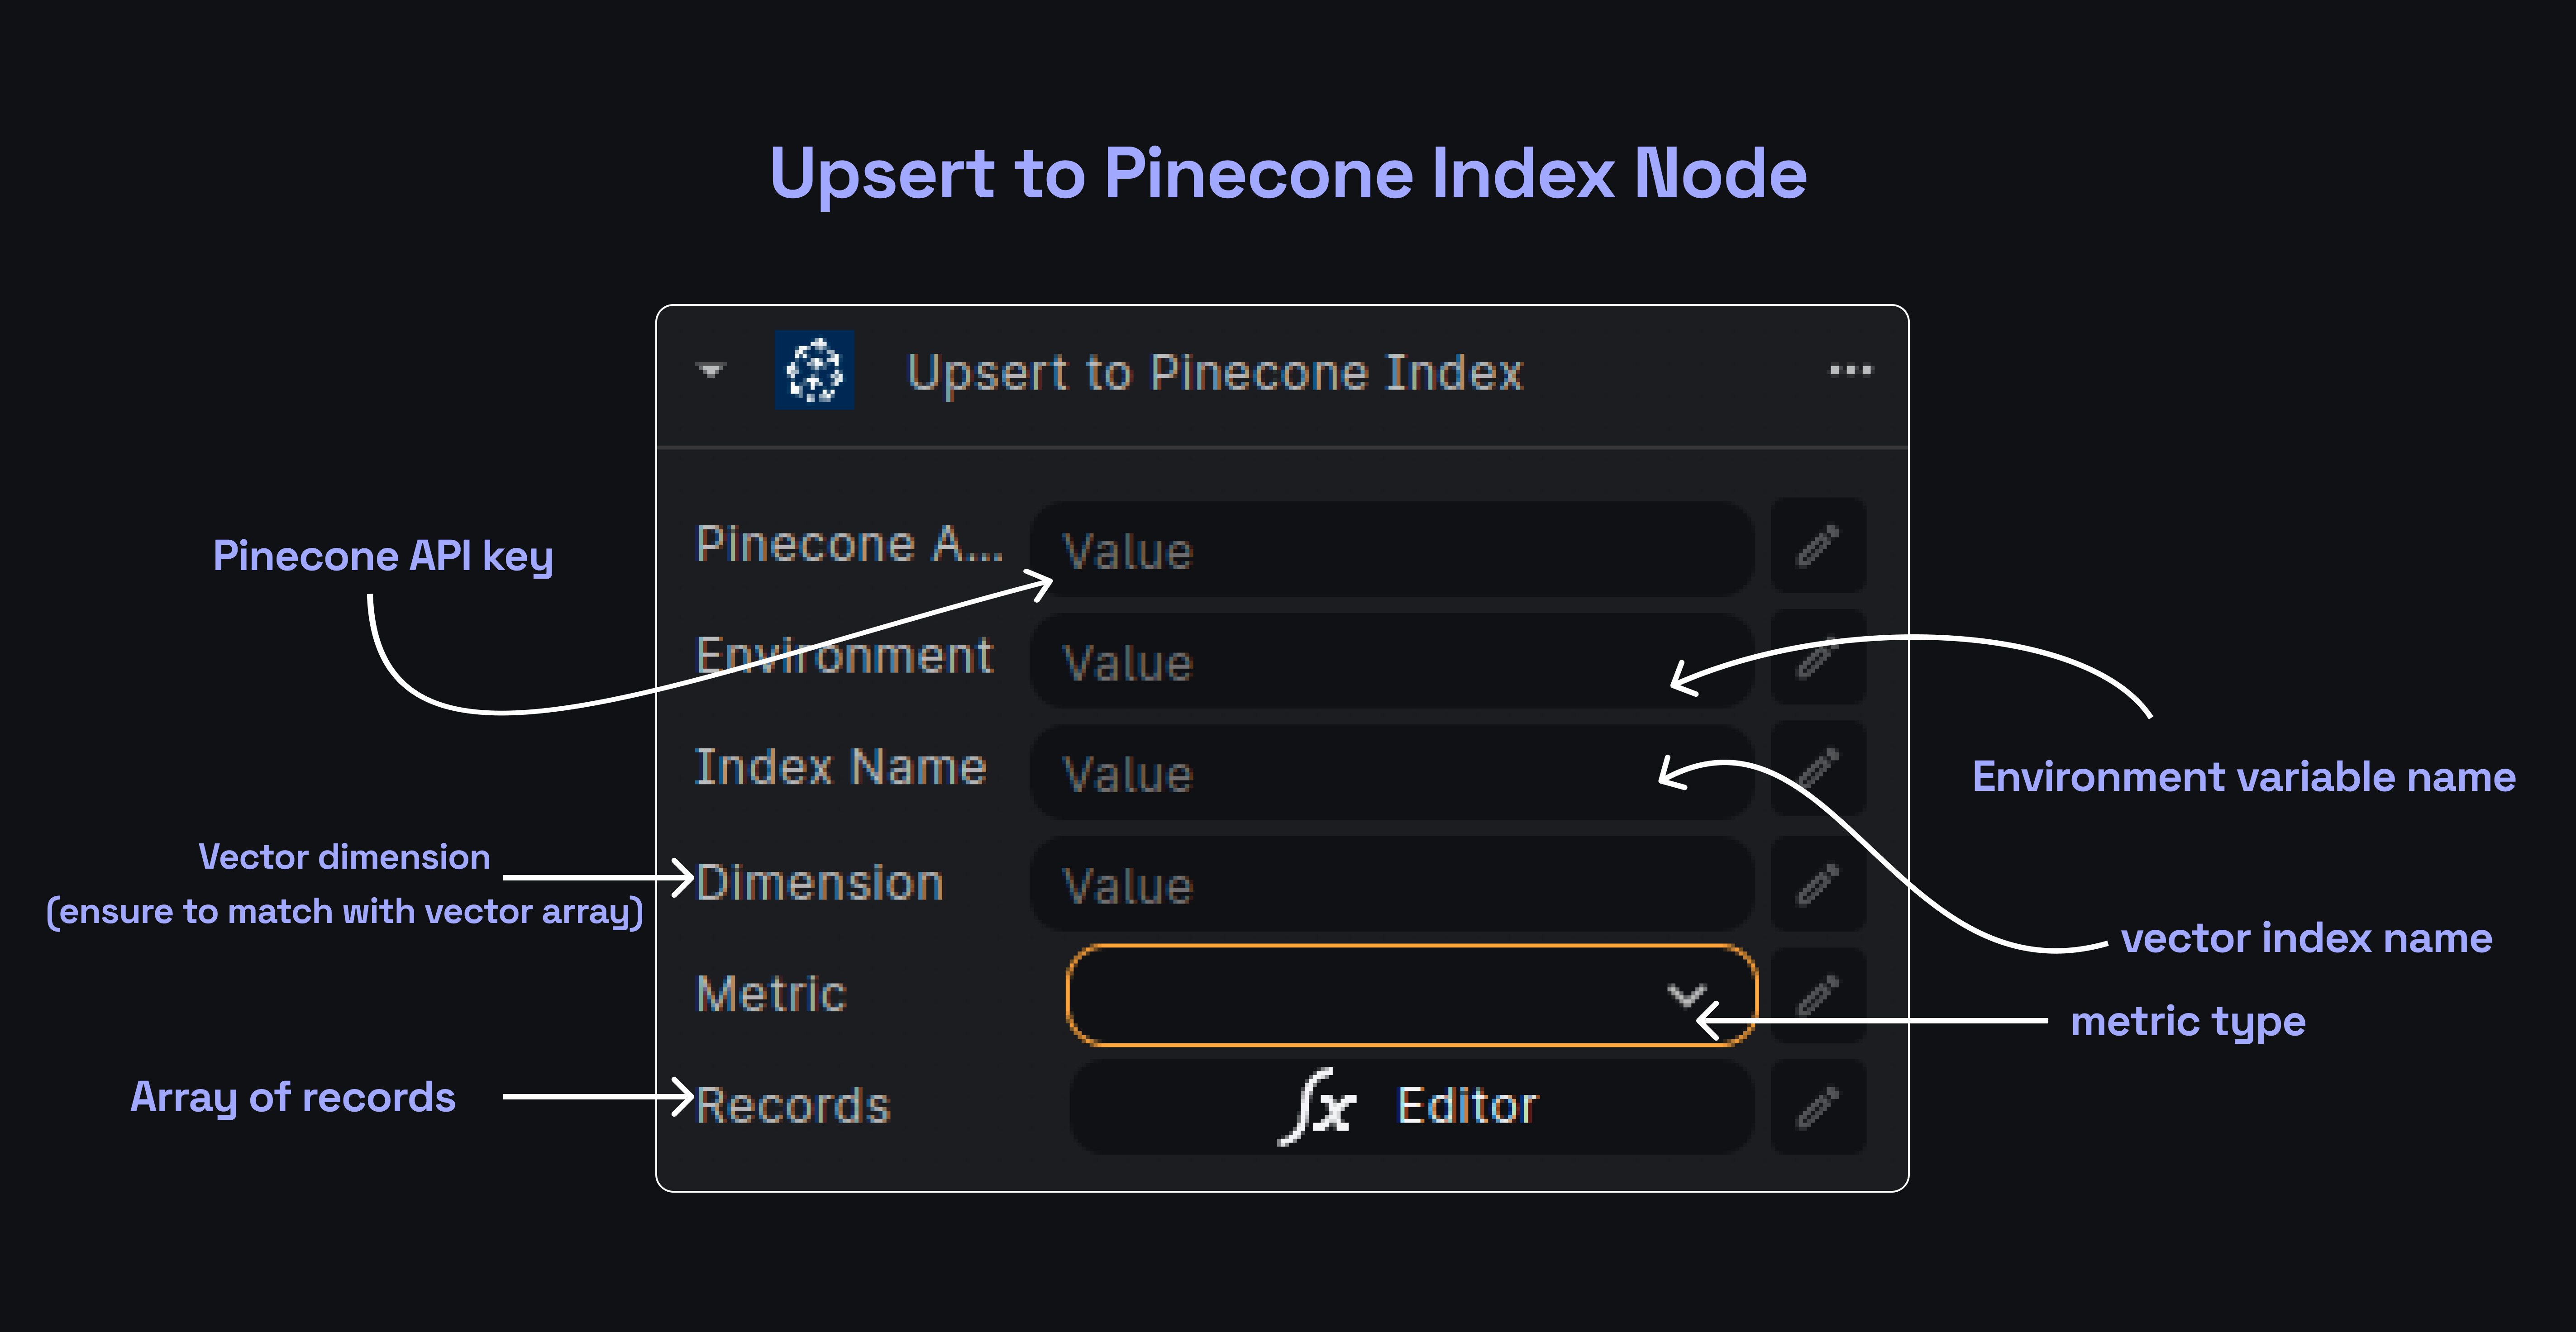 Upsert to Pinecone Index Node
Upsert to Pinecone Index
Pinecone A... Value
Pinecone API key
Environment Value
Index Name Value
Environment variable name
Vector dimension
(ensure to match with vector array)
Dimension Value
vector index name
Metric
metric type
Array of records
Records fx Editor